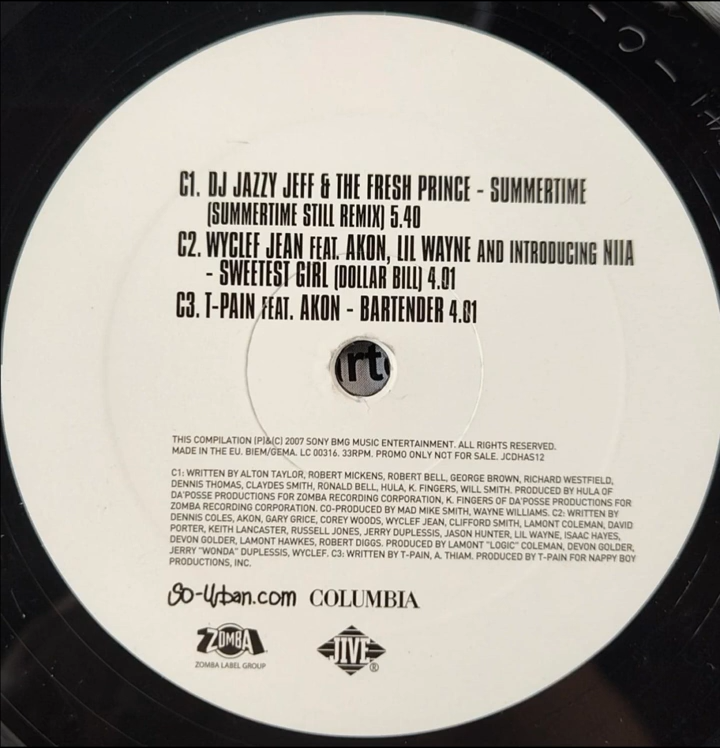 C1. DJ JAZZY JEFF & THE FRESH PRINCE - SUMMERTIME
(SUMMERTIME STILL REMIX) 5.40
C2. WYCLEF JEAN FEAT. AKON, LIL WAYNE AND INTRODUCING NIIA
- SWEETEST GIRL (DOLLAR BILL) 4.01
C3. T-PAIN FEAT. AKON - BARTENDER 4.01
THIS COMPILATION (P)&(C) 2007 SONY BMG MUSIC ENTERTAINMENT. ALL RIGHTS RESERVED.
MADE IN THE EU. BIEM/GEMA. LC 00316. 33RPM. PROMO ONLY NOT FOR SALE. JCDHAS12
C1: WRITTEN BY ALTON TAYLOR, ROBERT MICKENS, ROBERT BELL, GEORGE BROWN, RICHARD WESTFIELD,
DENNIS THOMAS, CLAYDES SMITH, RONALD BELL, HULA, K. FINGERS, WILL SMITH. PRODUCED BY HULA OF
DA'POSSE PRODUCTIONS FOR ZOMBA RECORDING CORPORATION, K. FINGERS OF DA'POSSE PRODUCTIONS FOR
ZOMBA RECORDING CORPORATION. CO-PRODUCED BY MAD MIKE SMITH, WAYNE WILLIAMS. C2: WRITTEN BY
DENNIS COLES, AKON, GARY GRICE, COREY WOODS, WYCLEF JEAN, CLIFFORD SMITH, LAMONT COLEMAN, DAVID
PORTER, KEITH LANCASTER, RUSSELL JONES, JERRY DUPLESSIS, JASON HUNTER, LIL WAYNE, ISAAC HAYES,
DEVON GOLDER, LAMONT HAWKES, ROBERT DIGGS. PRODUCED BY LAMONT "LOGIC" COLEMAN, DEVON GOLDER,
JERRY "WONDA" DUPLESSIS, WYCLEF. C3: WRITTEN BY T-PAIN, A. THIAM. PRODUCED BY T-PAIN FOR NAPPY BOY
PRODUCTIONS, INC.
So-Urban.com COLUMBIA
ZOMBA JIVE ®
ZOMBA LABEL GROUP